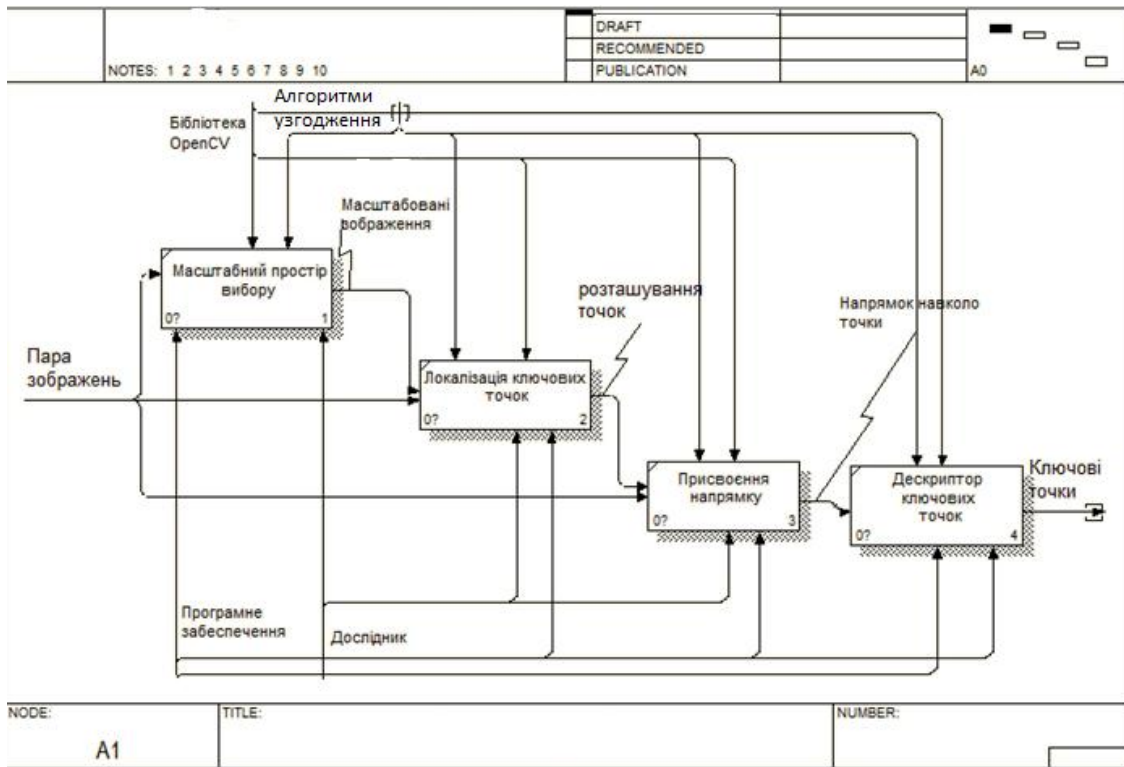 DRAFT
RECOMMENDED
NOTES: 1 2 3 4 5 6 7 8 9 10
PUBLICATION
A0
Бібліотека
OpenCV
Алгоритми
узгодження
Масштабовані
зображення
Масштабний простір
вибору
0? 1
розташування
точок
Напрямок навколо
точки
Пара
зображень
Локалізація ключових
точок
0? 2
Присвоєння
напрямку
0? 3
Дескриптор
ключових
точок
0? 4
Ключові
точки
Програмне
забеспечення
Дослідник
NODE:
A1
TITLE:
NUMBER: